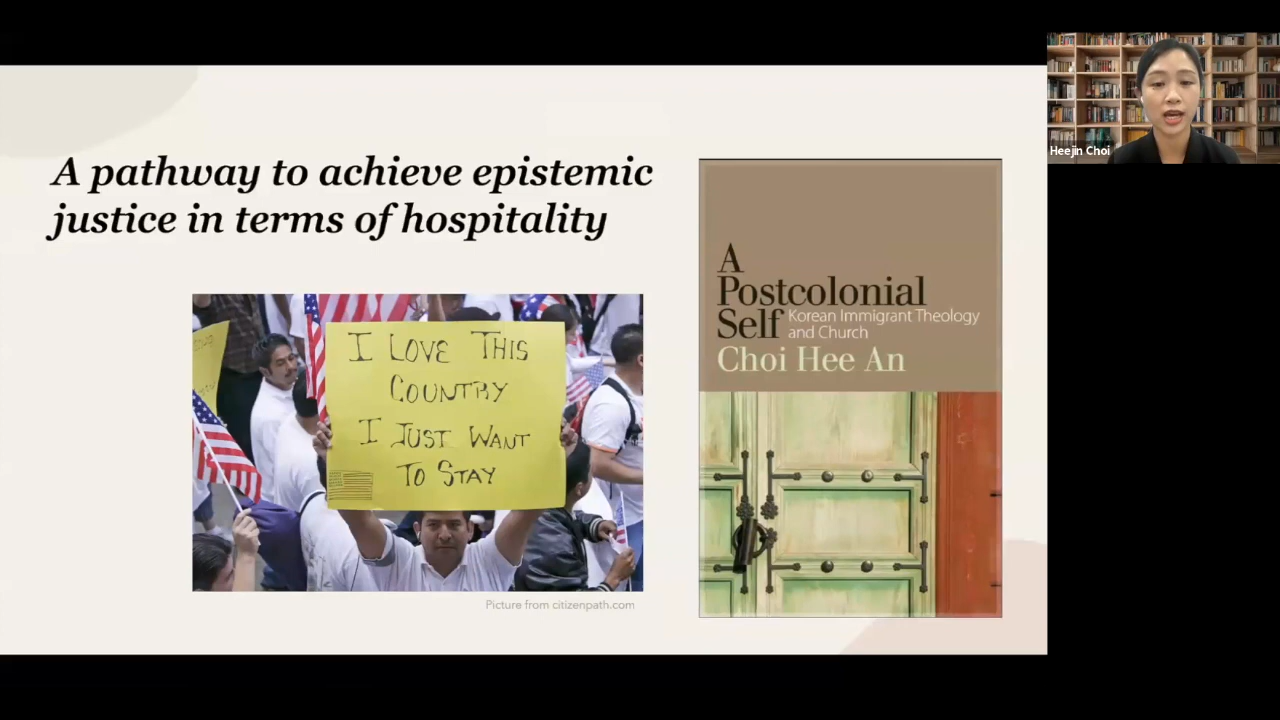 A pathway to achieve epistemic
justice in terms of hospitality
I LOVE THIS
COUNTRY
I JUST WANT
TO STAY
Picture from citizenpath.com
A
Postcolonial
Self Korean Immigrant Theology
and Church
Choi Hee An
Heejin Choi